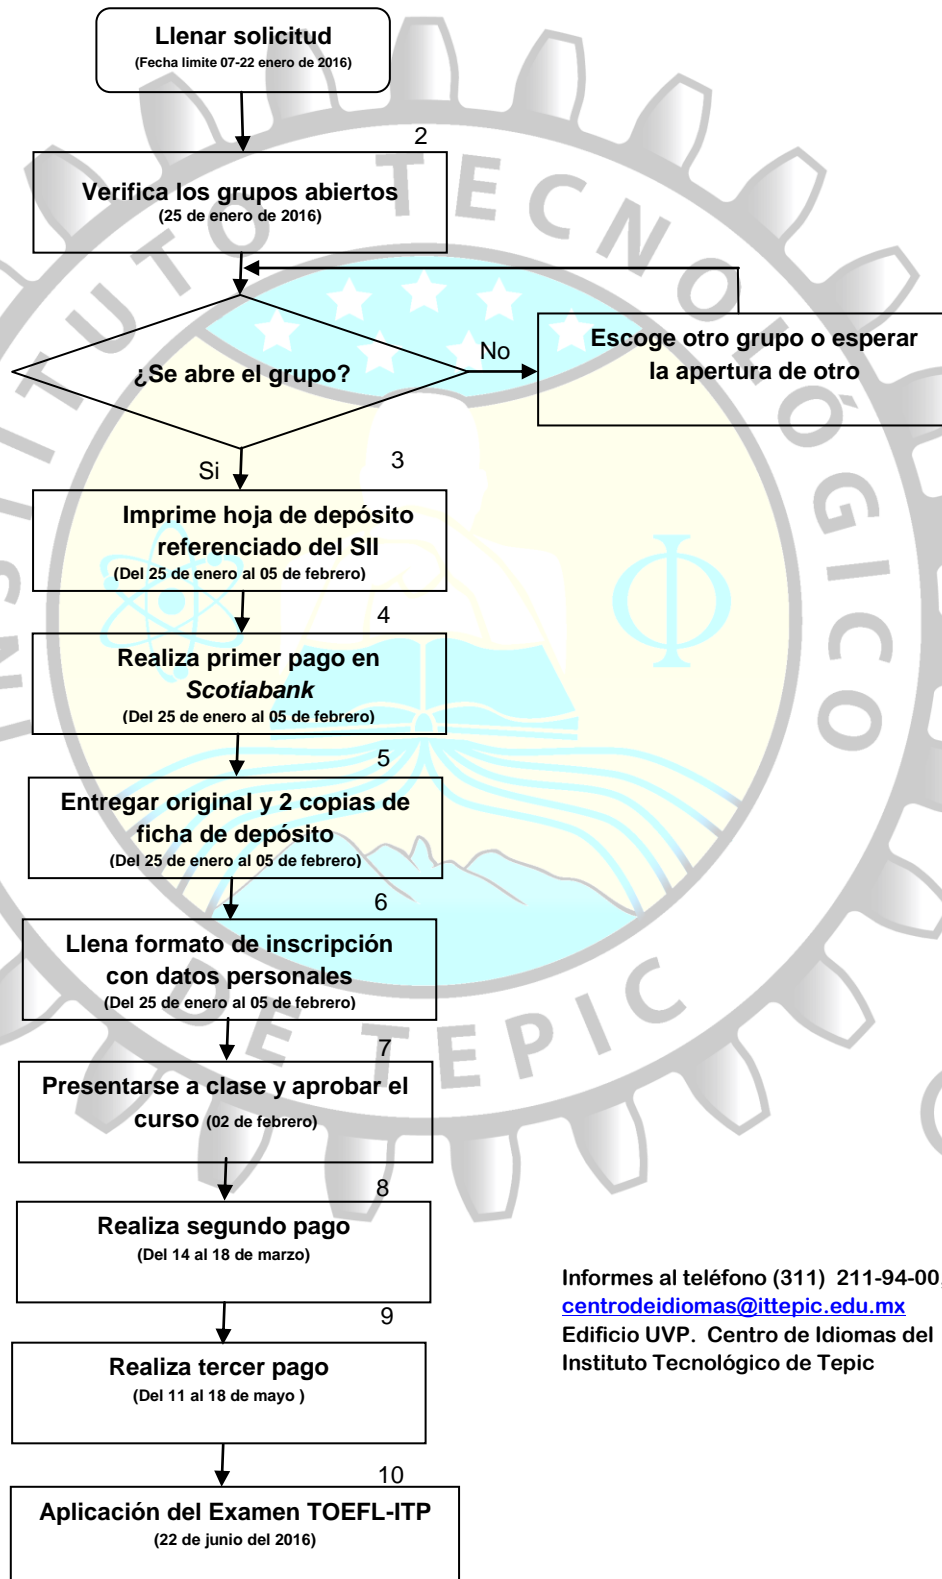 Llenar solicitud
(Fecha limite 07-22 enero de 2016)
2
Verifica los grupos abiertos
(25 de enero de 2016)
¿Se abre el grupo?
No
Escoge otro grupo o esperar
la apertura de otro
Si
3
Imprime hoja de depósito
referenciado del SII
(Del 25 de enero al 05 de febrero)
4
Realiza primer pago en
Scotiabank
(Del 25 de enero al 05 de febrero)
5
Entregar original y 2 copias de
ficha de depósito
(Del 25 de enero al 05 de febrero)
6
Llena formato de inscripción
con datos personales
(Del 25 de enero al 05 de febrero)
7
Presentarse a clase y aprobar el
curso (02 de febrero)
8
Realiza segundo pago
(Del 14 al 18 de marzo)
9
Realiza tercer pago
(Del 11 al 18 de mayo )
10
Aplicación del Examen TOEFL-ITP
(22 de junio del 2016)
Informes al teléfono (311) 211-94-00,
centrodeidiomas@ittepic.edu.mx
Edificio UVP. Centro de Idiomas del
Instituto Tecnológico de Tepic
INSTITUTO TECNOLÓGICO
DE TEPIC
Φ